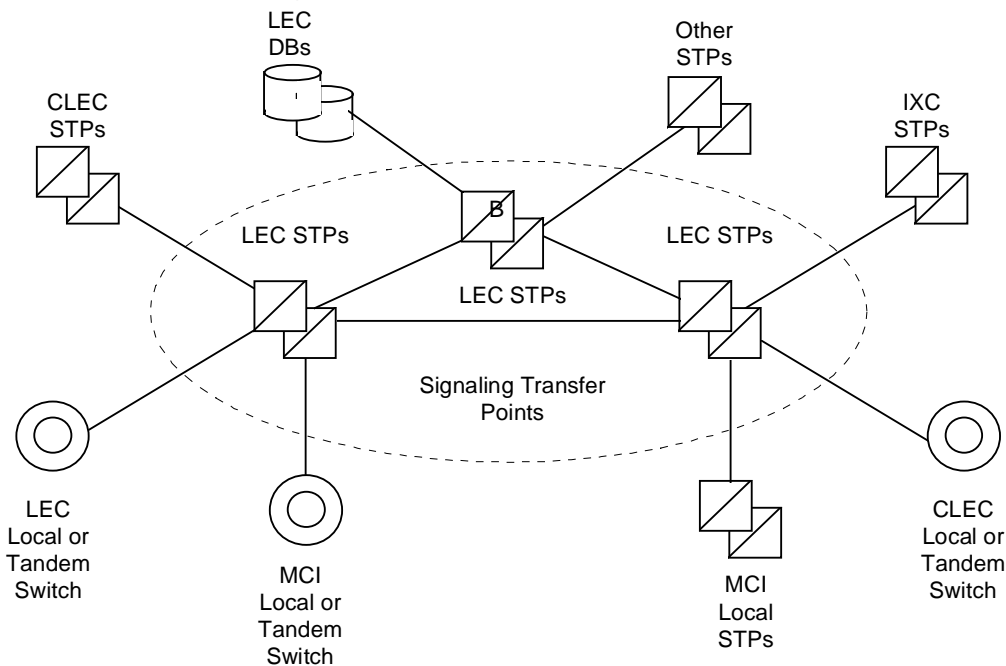 LEC
DBs
Other
STPs
CLEC
STPs
IXC
STPs
B
LEC STPs
LEC STPs
LEC STPs
Signaling Transfer
Points
LEC
Local or
Tandem
Switch
MCI
Local or
Tandem
Switch
MCI
Local
STPs
CLEC
Local or
Tandem
Switch